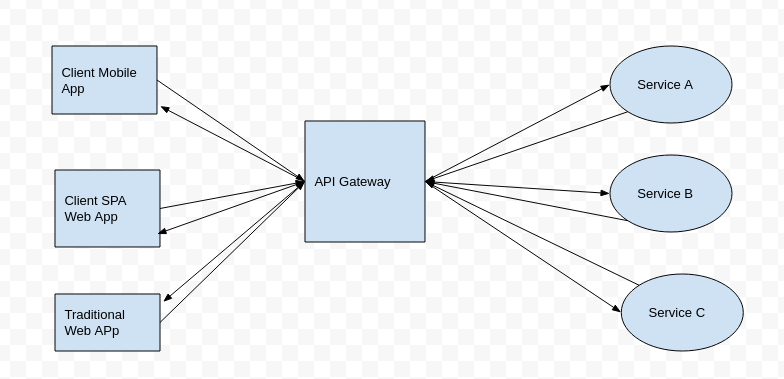 Client Mobile
App
Client SPA
Web App
Traditional
Web APp
API Gateway
Service A
Service B
Service C